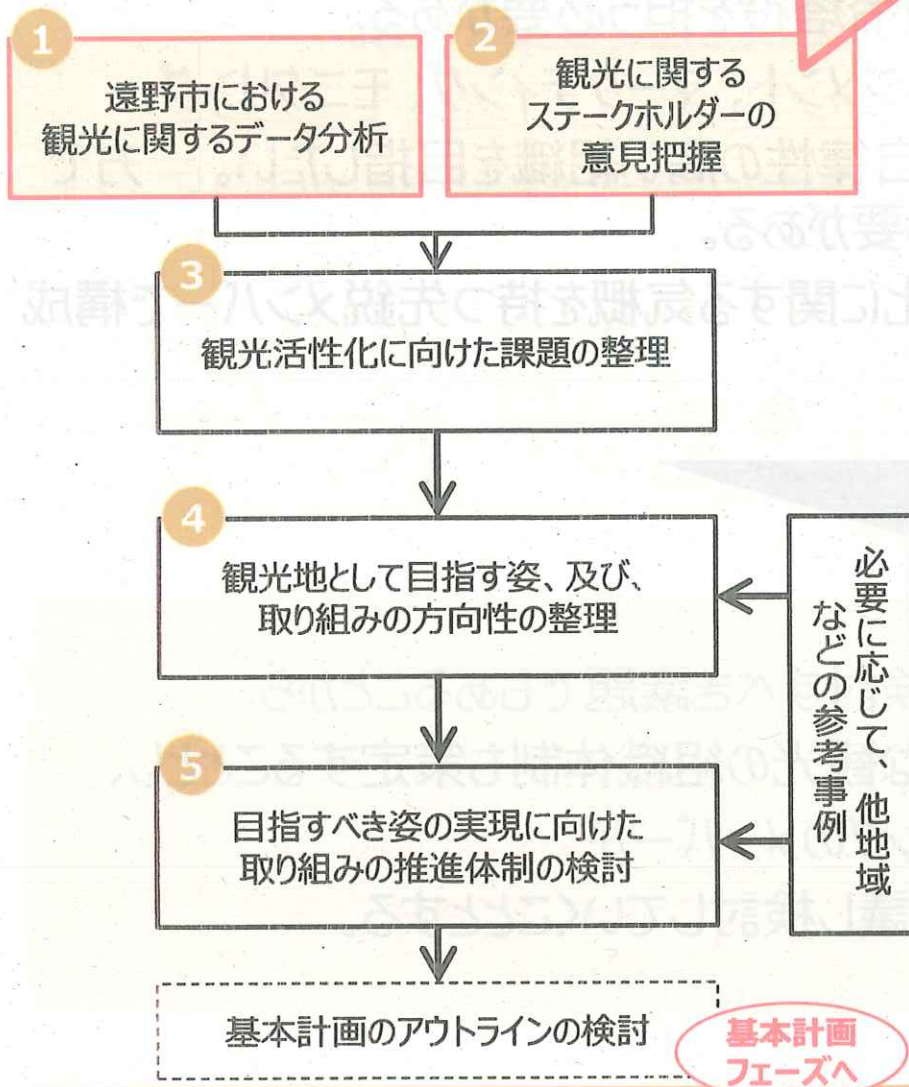 1
遠野市における
観光に関するデータ分析
2
観光に関する
ステークホルダーの
意見把握
3
観光活性化に向けた課題の整理
4
観光地として目指す姿、及び、
取り組みの方向性の整理
必要に応じて、他地域
などの参考事例
5
目指すべき姿の実現に向けた
取り組みの推進体制の検討
基本計画のアウトラインの検討
基本計画
フェーズへ